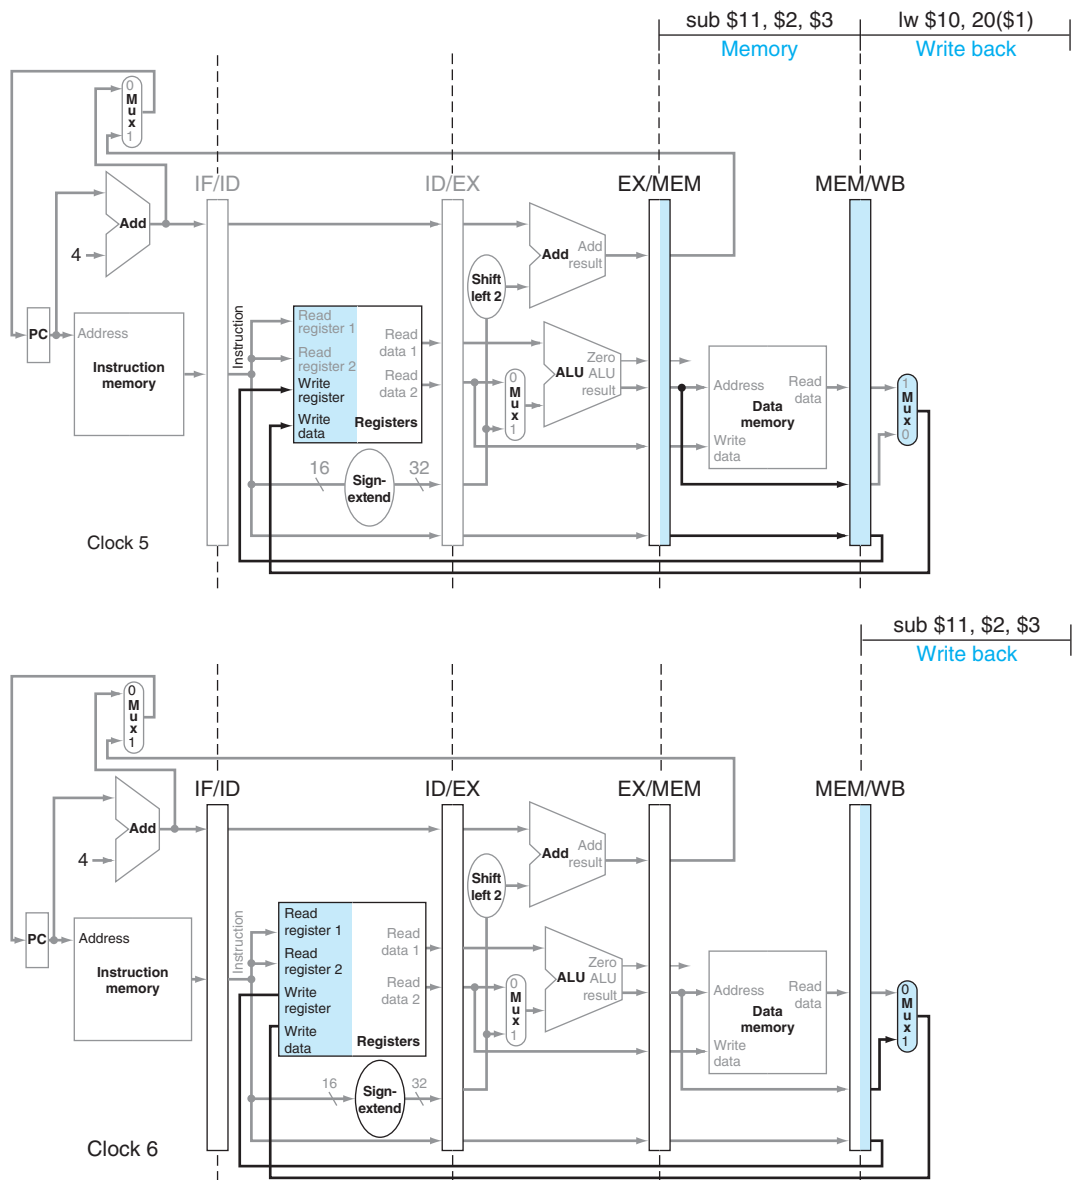 sub $11, $2, $3
lw $10, 20($1)
Memory
Write back
0
M
u
x
1
IF/ID
ID/EX
EX/MEM
MEM/WB
Add
4
Add
Add
result
Shift
left 2
PC
Address
Instruction
memory
Instruction
Read
register 1
Read
register 2
Write
register
Write
data
Read
data 1
Read
data 2
Registers
0
M
u
x
1
Zero
ALU
ALU
result
Address
Read
data
Data
memory
Write
data
1
M
u
x
0
16
Sign-
extend
32
Clock 5
sub $11, $2, $3
Write back
0
M
u
x
1
IF/ID
ID/EX
EX/MEM
MEM/WB
Add
4
Add
Add
result
Shift
left 2
PC
Address
Instruction
memory
Instruction
Read
register 1
Read
register 2
Write
register
Write
data
Read
data 1
Read
data 2
Registers
0
M
u
x
1
Zero
ALU
ALU
result
Address
Read
data
Data
memory
Write
data
0
M
u
x
1
16
Sign-
extend
32
Clock 6